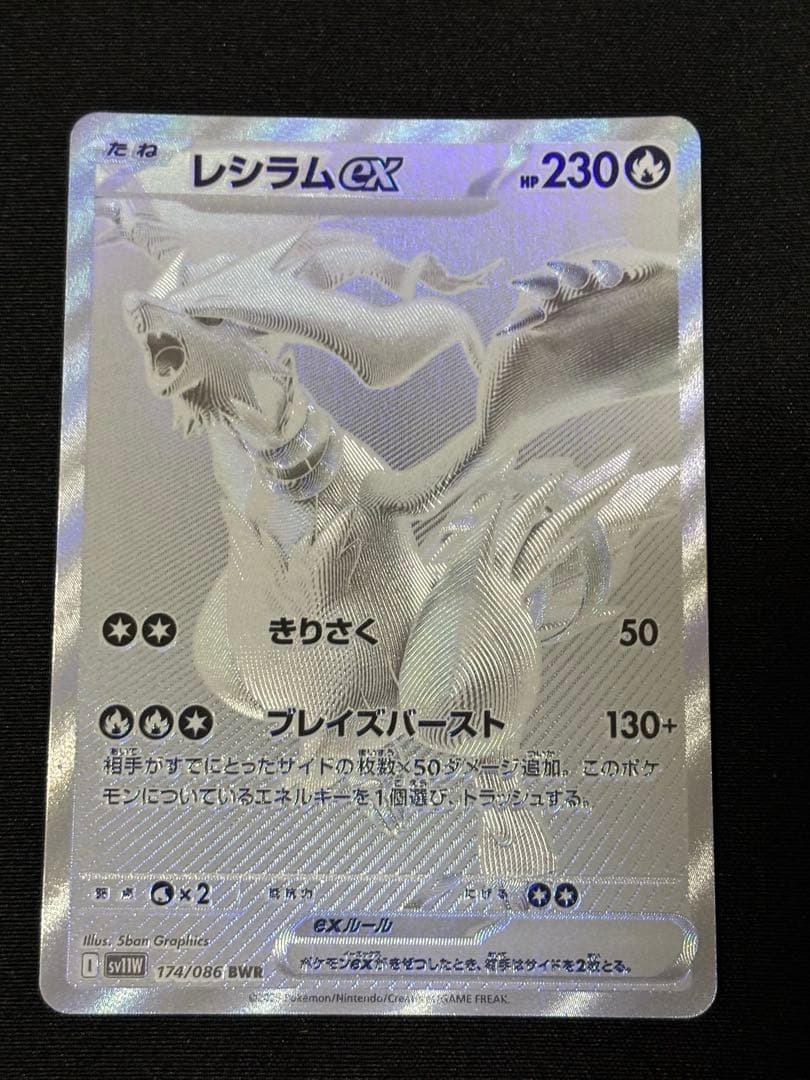 たね レシラムex HP230
きりさく 50
ブレイズバースト 130+
相手がすでにとったサイドの枚数×50ダメージ追加。このポケ
モンについているエネルギーを1個選び、トラッシュする。
弱点 ×2 抵抗力 にげる
exルール
ポケモンexがきぜつしたとき、相手はサイドを2枚とる。
Illus. 5ban Graphics
I sv11W 174/086 BWR
Pokémon/Nintendo/Creatures/GAME FREAK.